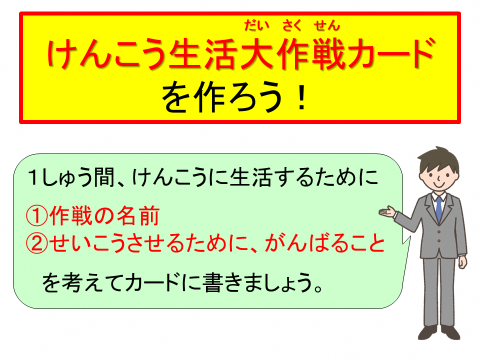 だい さく せん
けんこう生活大作戦カード
を作ろう！
１しゅう間、けんこうに生活するために
①作戦の名前
②せいこうさせるために、がんばること
を考えてカードに書きましょう。